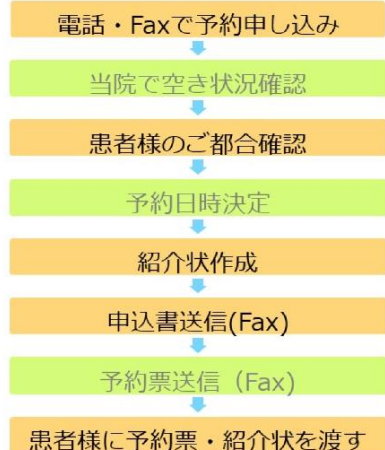 電話・Faxで予約申し込み
当院で空き状況確認
患者様のご都合確認
予約日時決定
紹介状作成
申込書送信(Fax)
予約票送信（Fax)
患者様に予約票・紹介状を渡す